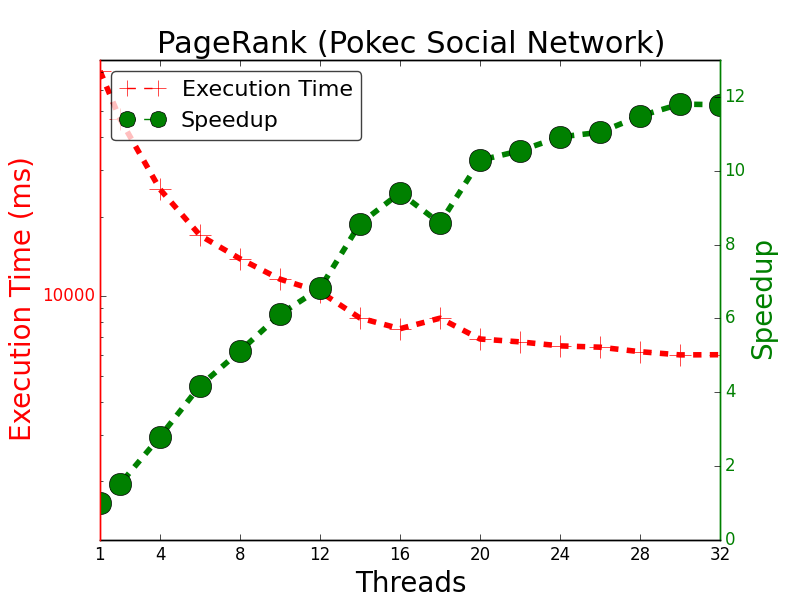 PageRank (Pokec Social Network)
Execution Time
Speedup
Execution Time (ms)
10000
12
10
8
6
4
2
0
Speedup
1 4 8 12 16 20 24 28 32
Threads